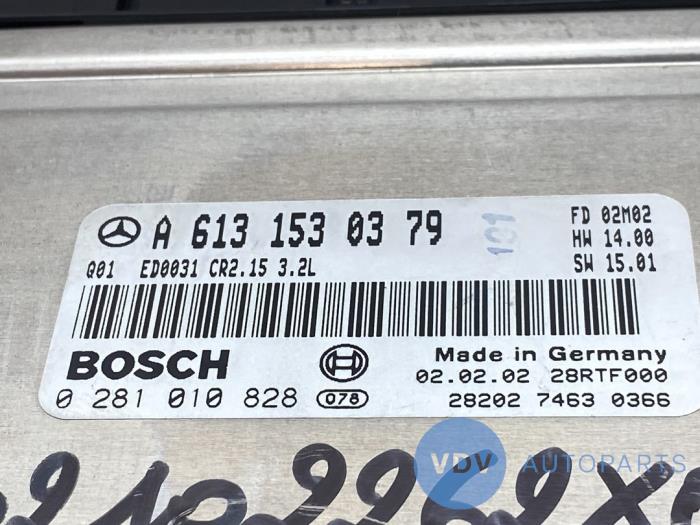 A 613 153 03 79
101
FD 02M02
HW 14.00
SW 15.01
Q01 ED0031 CR2.15 3.2L
BOSCH
Made in Germany
0 281 010 828 078
02.02.02 28RTF000
28202 7463 0366
VDV AUTOPARTS